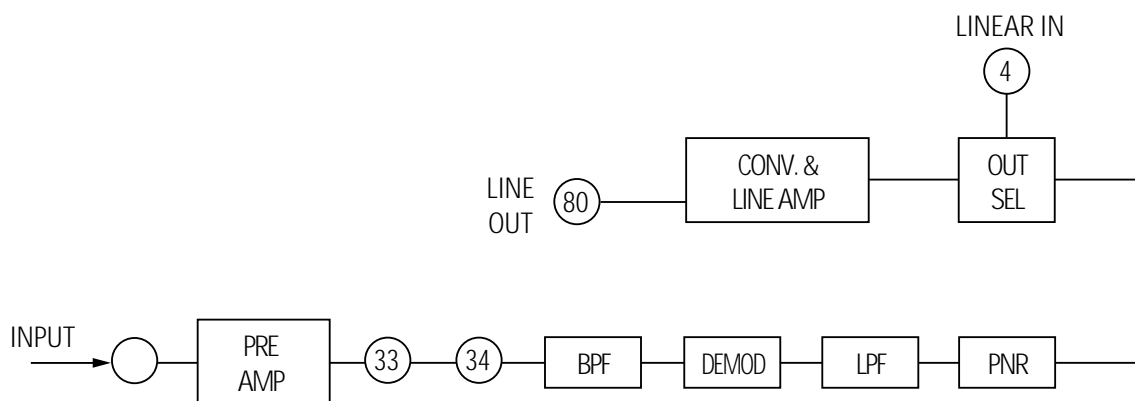 LINEAR IN
4
CONV. &
LINE AMP
OUT
SEL
LINE
OUT
80
INPUT
PRE
AMP
33
34
BPF
DEMOD
LPF
PNR